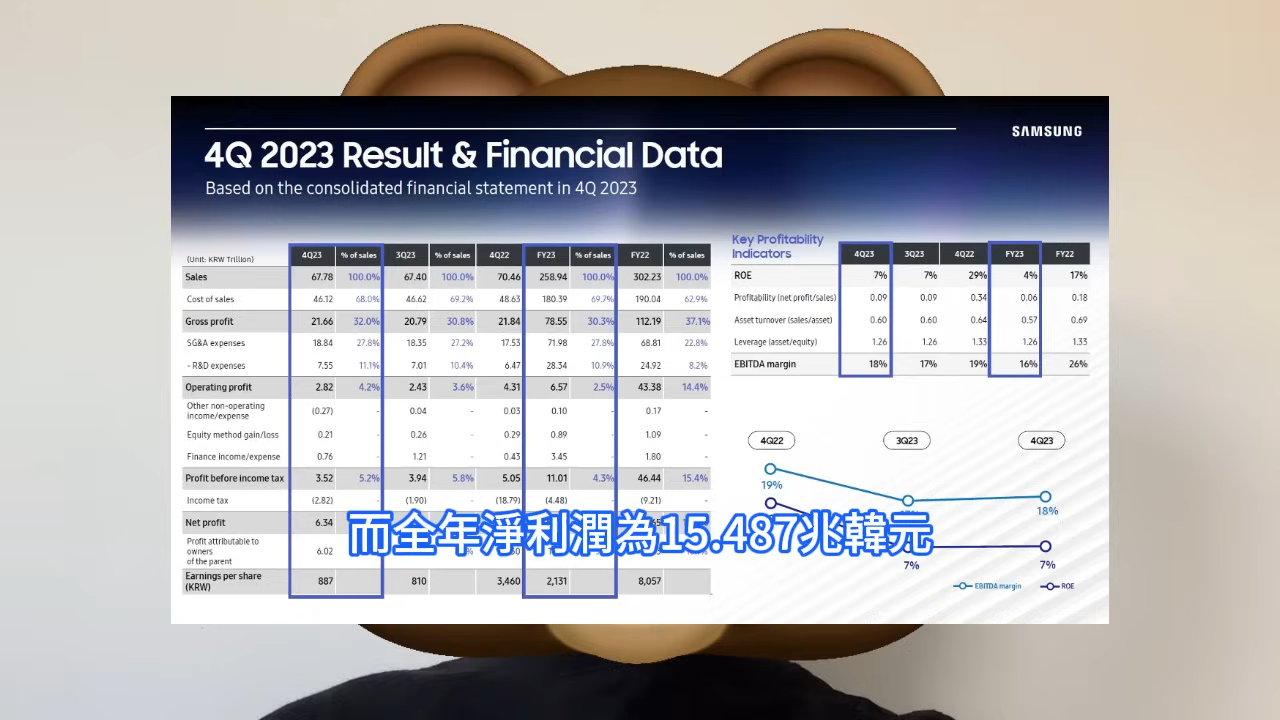 SAMSUNG
4Q 2023 Result & Financial Data
Based on the consolidated financial statement in 4Q 2023
(Unit: KRW Trillion) 4Q23 % of sales 3Q23 % of sales 4Q22 FY23 % of sales FY22 % of sales
Sales 67.78 100.0% 67.40 100.0% 70.46 258.94 100.0% 302.23 100.0%
Cost of sales 46.12 68.0% 46.62 69.2% 48.63 180.39 69.7% 190.04 62.9%
Gross profit 21.66 32.0% 20.79 30.8% 21.84 78.55 30.3% 112.19 37.1%
SG&A expenses 18.84 27.8% 18.35 27.2% 17.53 71.98 27.8% 68.81 22.8%
- R&D expenses 7.55 11.1% 7.01 10.4% 6.47 28.34 10.9% 24.92 8.2%
Operating profit 2.82 4.2% 2.43 3.6% 4.31 6.57 2.5% 43.38 14.4%
Other non-operating
income/expense (0.27) - 0.04 - 0.03 0.10 - 0.17 -
Equity method gain/loss 0.21 - 0.26 - 0.29 0.89 - 1.09 -
Finance income/expense 0.76 - 1.21 - 0.43 3.45 - 1.80 -
Profit before income tax 3.52 5.2% 3.94 5.8% 5.05 11.01 4.3% 46.44 15.4%
Income tax (2.82) - (1.90) - (18.79) (4.48) - (9.21) -
Net profit 6.34
Profit attributable to
owners
of the parent 6.02
Earnings per share
(KRW) 887 810 3,460 2,131 8,057
Key Profitability
Indicators 4Q23 3Q23 4Q22 FY23 FY22
ROE 7% 7% 29% 4% 17%
Profitability (net profit/sales) 0.09 0.09 0.34 0.06 0.18
Asset turnover (sales/asset) 0.60 0.60 0.64 0.57 0.69
Leverage (asset/equity) 1.26 1.26 1.33 1.26 1.33
EBITDA margin 18% 17% 19% 16% 26%
4Q22 3Q23 4Q23
19%
18%
7% 7%
EBITDA margin ROE
而全年淨利潤為15.487兆韓元